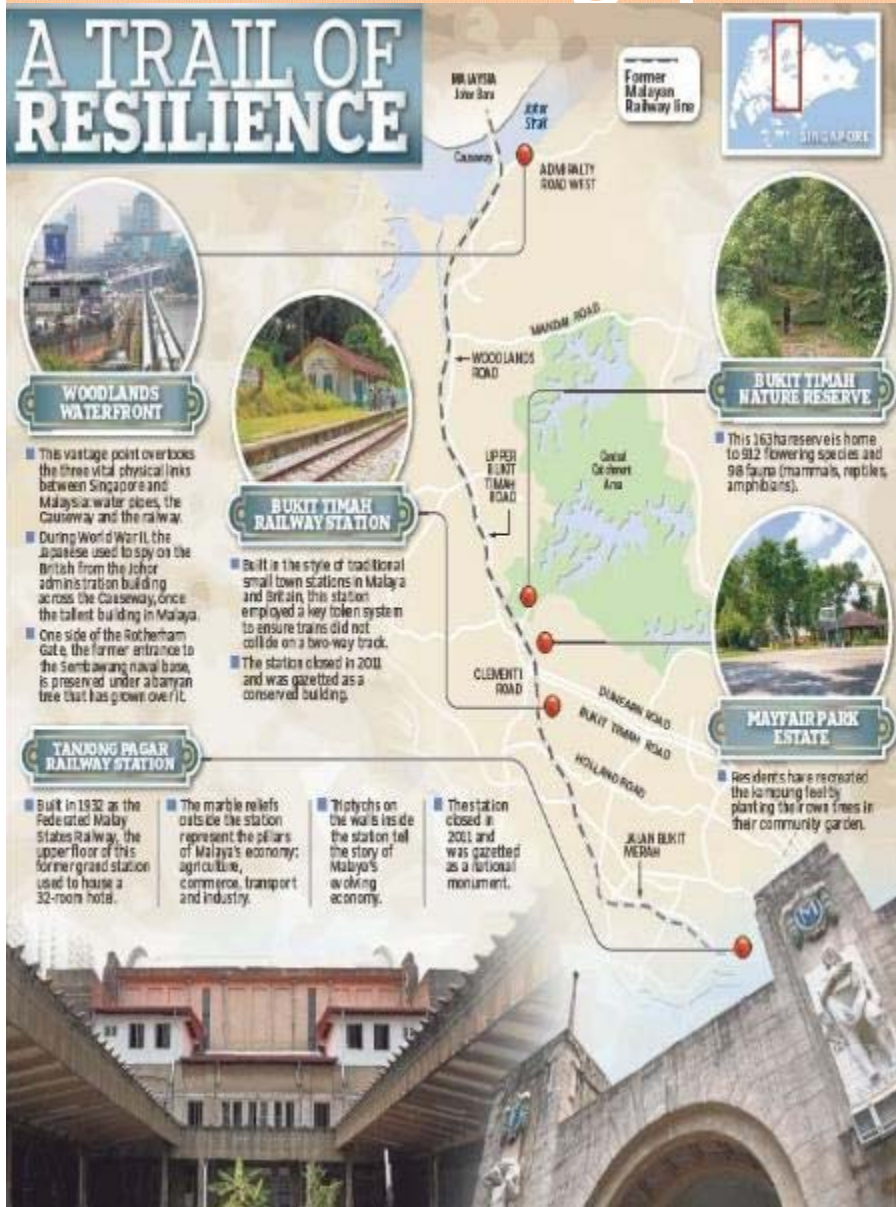 A TRAIL OF
RESILIENCE
MALAYSIA
Johor Baru
Johor
Strait
Causeway
ADMIRALTY
ROAD WEST
Former
Malayan
Railway line
SINGAPORE
MANDAI ROAD
WOODLANDS
ROAD
UPPER
BUKIT
TIMAH
ROAD
Central
Catchment
Area
CLEMENTI
ROAD
DUNEARN ROAD
BUKIT TIMAH ROAD
HOLLAND ROAD
JALAN BUKIT
MERAH
WOODLANDS
WATERFRONT
This vantage point overlooks
the three vital physical links
between Singapore and
Malaysia: water pipes, the
Causeway and the railway.
During World War II, the
Japanese used to spy on the
British from the Johor
administration building
across the Causeway, once
the tallest building in Malaya.
One side of the Rotherham
Gate, the former entrance to
the Sembawang naval base,
is preserved under a banyan
tree that has grown over it.
BUKIT TIMAH
RAILWAY STATION
Built in the style of traditional
small town stations in Malaya
and Britain, this station
employed a key token system
to ensure trains did not
collide on a two-way track.
The station closed in 2011
and was gazetted as a
conserved building.
BUKIT TIMAH
NATURE RESERVE
This 163ha reserve is home
to 912 flowering species and
98 fauna (mammals, reptiles,
amphibians).
MAYFAIR PARK
ESTATE
Residents have recreated
the kampung feel by
planting their own trees in
their community garden.
TANJONG PAGAR
RAILWAY STATION
Built in 1932 as the
Federated Malay
States Railway, the
upper floor of this
former grand station
used to house a
32-room hotel.
The marble reliefs
outside the station
represent the pillars
of Malaya's economy:
agriculture,
commerce, transport
and industry.
Triptychs on
the walls inside
the station tell
the story of
Malaya's
evolving
economy.
The station
closed in
2011 and
was gazetted
as a national
monument.
M